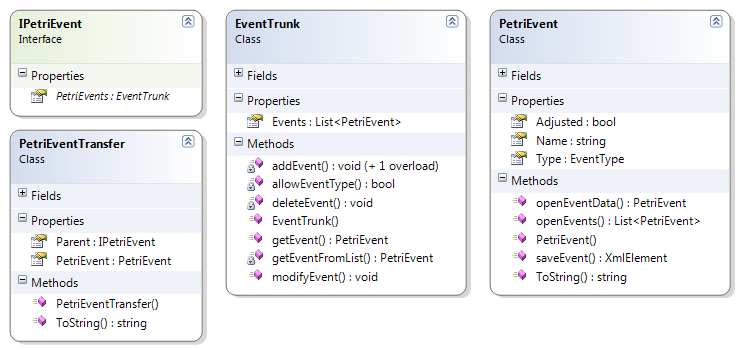 IPetriEvent
Interface
Properties
PetriEvents : EventTrunk
PetriEventTransfer
Class
Fields
Properties
Parent : IPetriEvent
PetriEvent : PetriEvent
Methods
PetriEventTransfer()
ToString() : string
EventTrunk
Class
Fields
Properties
Events : List<PetriEvent>
Methods
addEvent() : void (+ 1 overload)
allowEventType() : bool
deleteEvent() : void
EventTrunk()
getEvent() : PetriEvent
getEventFromList() : PetriEvent
modifyEvent() : void
PetriEvent
Class
Fields
Properties
Adjusted : bool
Name : string
Type : EventType
Methods
openEventData() : PetriEvent
openEvents() : List<PetriEvent>
PetriEvent()
saveEvent() : XmlElement
ToString() : string